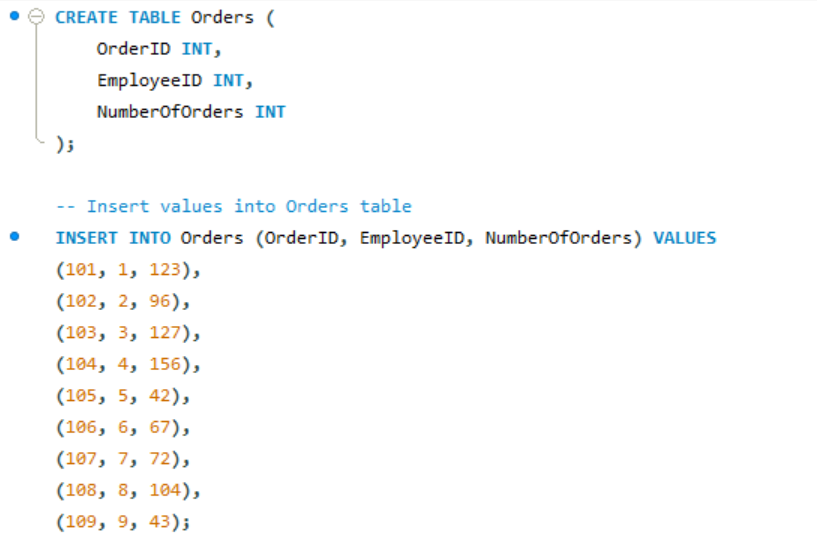 CREATE TABLE Orders (
    OrderID INT,
    EmployeeID INT,
    NumberOfOrders INT
);

-- Insert values into Orders table
INSERT INTO Orders (OrderID, EmployeeID, NumberOfOrders) VALUES
(101, 1, 123),
(102, 2, 96),
(103, 3, 127),
(104, 4, 156),
(105, 5, 42),
(106, 6, 67),
(107, 7, 72),
(108, 8, 104),
(109, 9, 43);